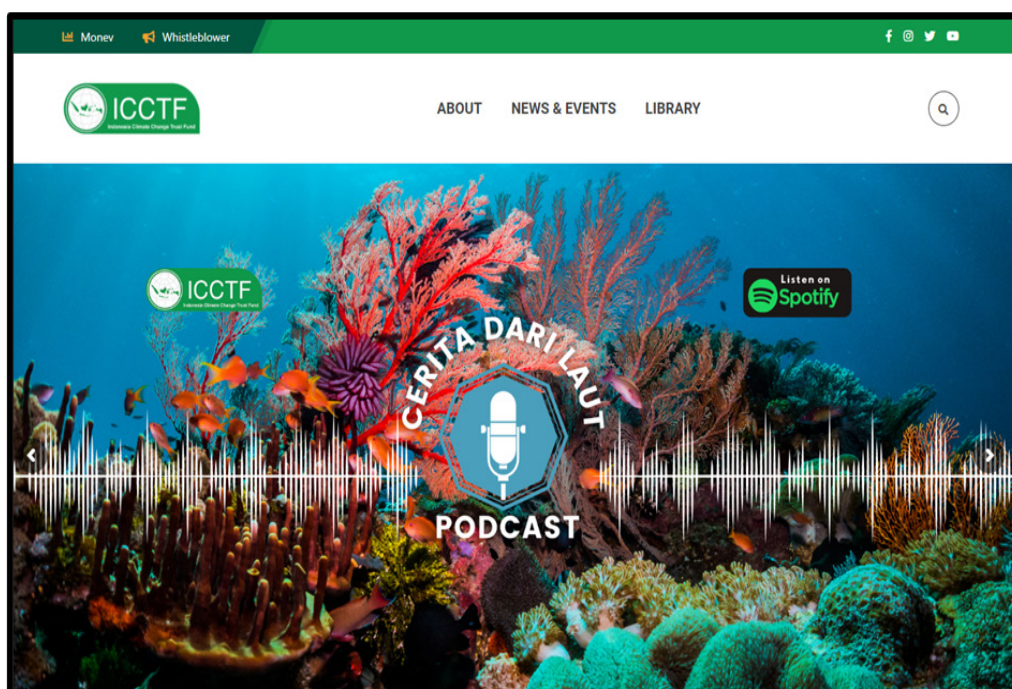 Monev Whistleblower
ICCTF
Indonesia Climate Change Trust Fund
ABOUT NEWS & EVENTS LIBRARY
ICCTF
Indonesia Climate Change Trust Fund
Listen on
Spotify
CERITA DARI LAUT
PODCAST